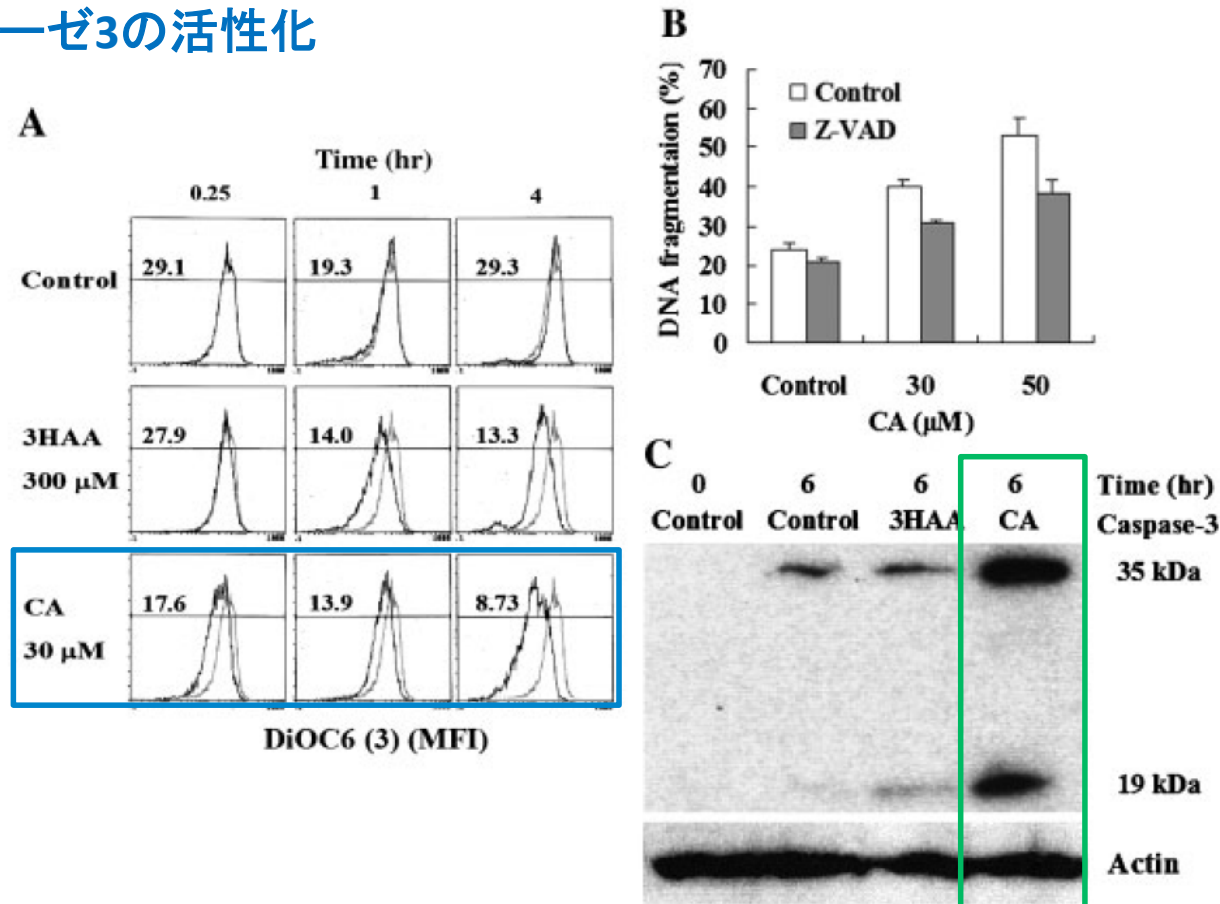 ーゼ3の活性化
A
Time (hr)
0.25 1 4
Control 29.1 19.3 29.3
3HAA 27.9 14.0 13.3
300 μM
CA 17.6 13.9 8.73
30 μM
DiOC6 (3) (MFI)
B
DNA fragmentaion (%)
70
60
50
40
30
20
10
0
Control
Z-VAD
Control 30 50
CA (μM)
C
0 6 6 6 Time (hr)
Control Control 3HAA CA Caspase-3
35 kDa
19 kDa
Actin